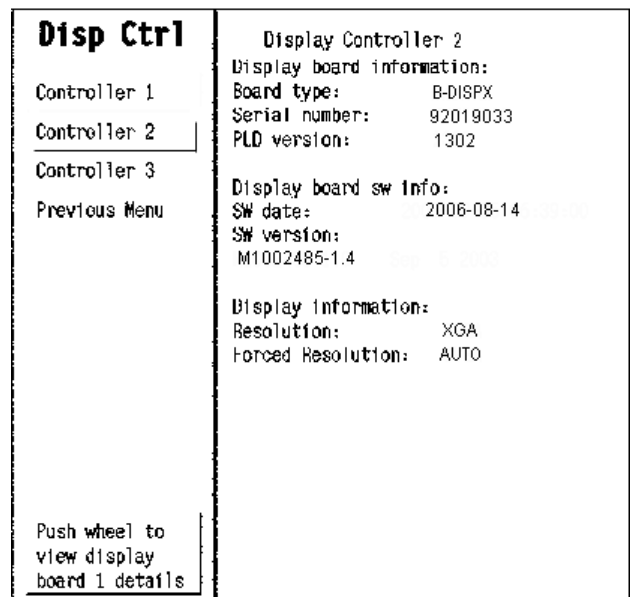 Disp Ctrl
Controller 1
Controller 2
Controller 3
Previous Menu
Push wheel to
view display
board 1 details
Display Controller 2
Display board information:
Board type: B-DISPX
Serial number: 92019033
PLD version: 1302
Display board sw info:
SW date: 2006-08-14
SW version:
M1002485-1.4
Display information:
Resolution: XGA
Forced Resolution: AUTO